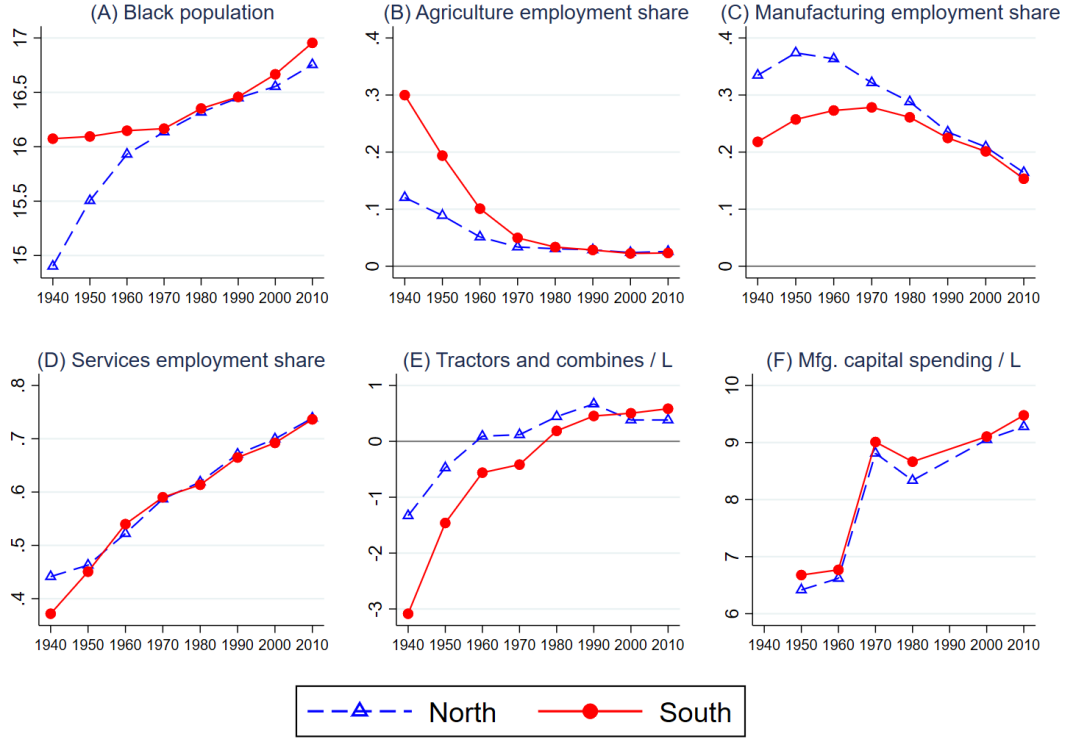 (A) Black population
17
16.5
16
15.5
15
1940 1950 1960 1970 1980 1990 2000 2010
(B) Agriculture employment share
.4
.3
.2
.1
0
1940 1950 1960 1970 1980 1990 2000 2010
(C) Manufacturing employment share
.4
.3
.2
.1
0
1940 1950 1960 1970 1980 1990 2000 2010
(D) Services employment share
.8
.7
.6
.5
.4
1940 1950 1960 1970 1980 1990 2000 2010
(E) Tractors and combines / L
1
0
-1
-2
-3
1940 1950 1960 1970 1980 1990 2000 2010
(F) Mfg. capital spending / L
10
9
8
7
6
1940 1950 1960 1970 1980 1990 2000 2010
North South